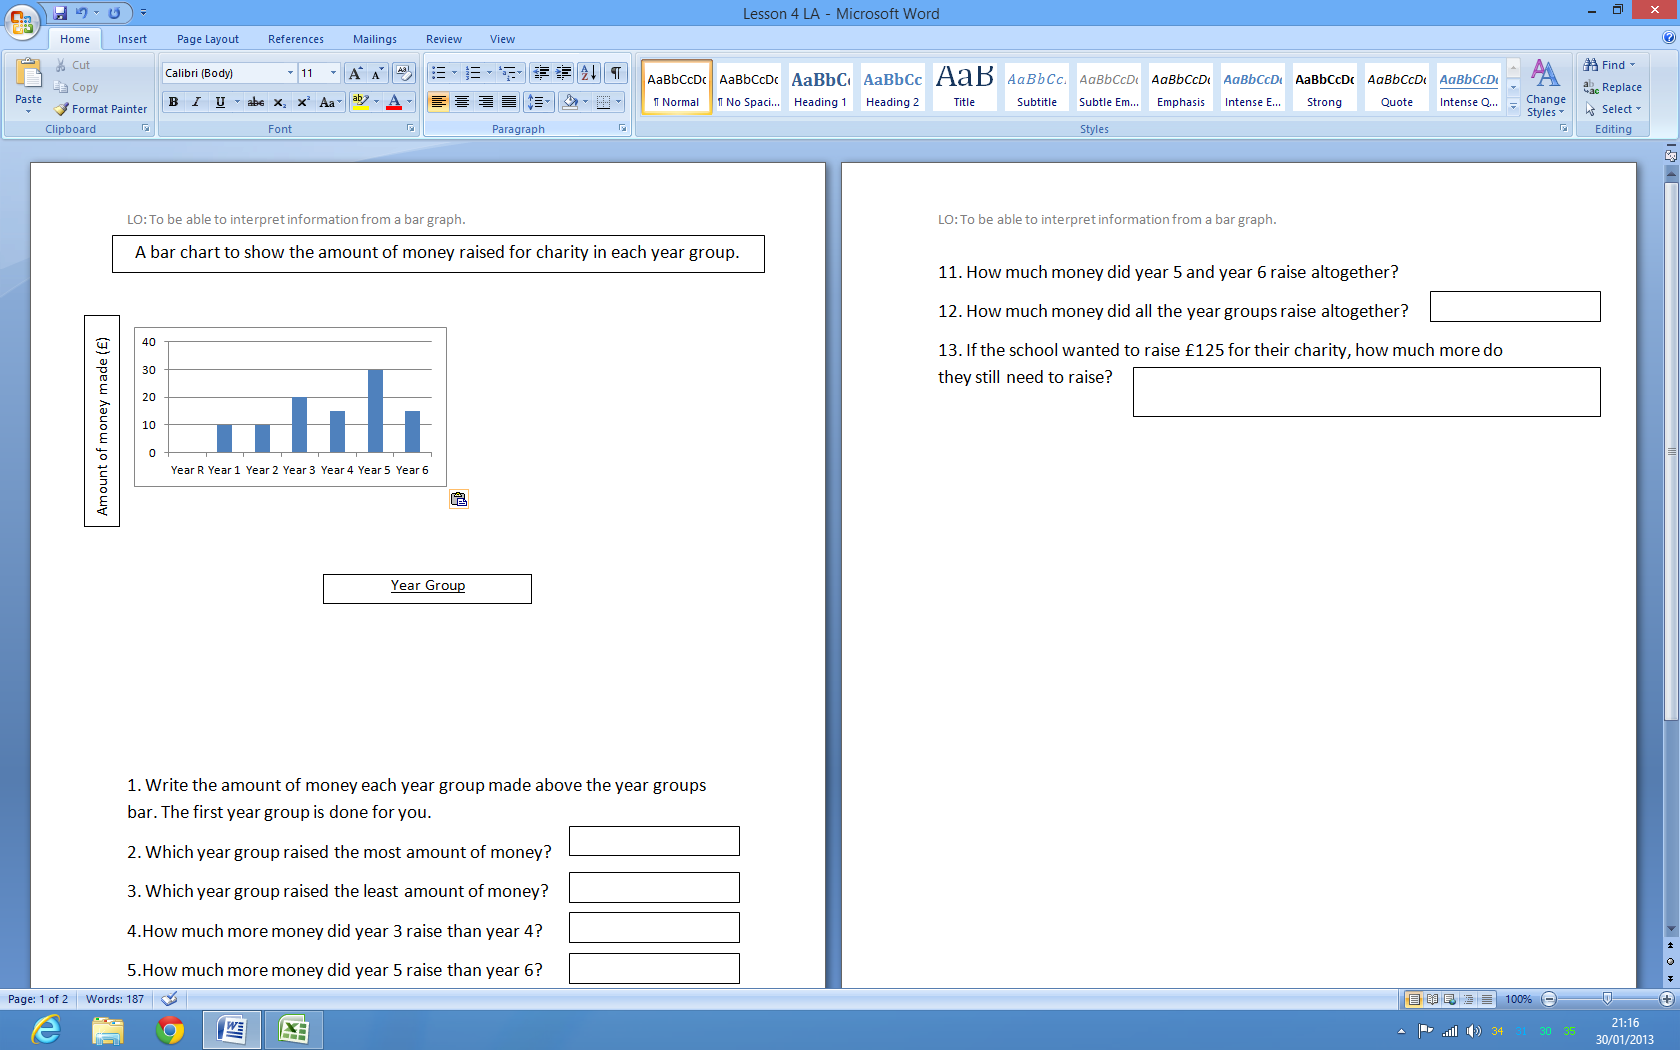 Lesson 4 LA - Microsoft Word
Home Insert Page Layout References Mailings Review View
Paste
Cut
Copy
Format Painter
Clipboard
Calibri (Body) 11
Font
Paragraph
AaBbCcDc AaBbCcDc AaBbC AaBbCc AaB AaBbCc. AaBbCcDc AaBbCcDc AaBbCcDc AaBbCcDc AaBbCcDc AaBbCcDc
¶ Normal ¶ No Spaci... Heading 1 Heading 2 Title Subtitle Subtle Em... Emphasis Intense E... Strong Quote Intense Q...
Change
Styles
Styles
Find
Replace
Select
Editing
LO: To be able to interpret information from a bar graph.
A bar chart to show the amount of money raised for charity in each year group.
Amount of money made (£)
40
30
20
10
0
Year R Year 1 Year 2 Year 3 Year 4 Year 5 Year 6
Year Group
1. Write the amount of money each year group made above the year groups
bar. The first year group is done for you.
2. Which year group raised the most amount of money?
3. Which year group raised the least amount of money?
4.How much more money did year 3 raise than year 4?
5.How much more money did year 5 raise than year 6?
LO: To be able to interpret information from a bar graph.
11. How much money did year 5 and year 6 raise altogether?
12. How much money did all the year groups raise altogether?
13. If the school wanted to raise £125 for their charity, how much more do
they still need to raise?
Page: 1 of 2 Words: 187
100%
34 30 35
21:16
30/01/2013